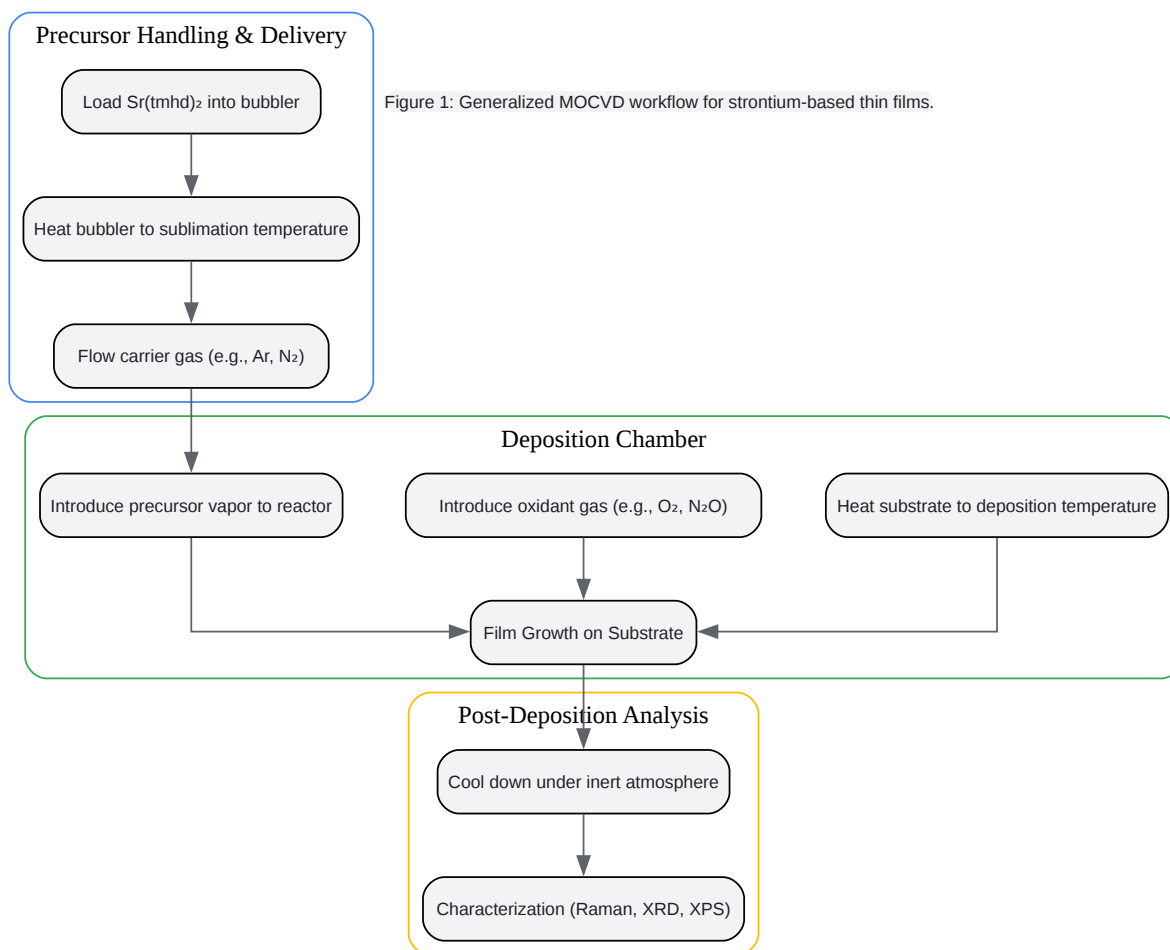 Precursor Handling & Delivery
Load Sr(tmhd)₂ into bubbler
Figure 1: Generalized MOCVD workflow for strontium-based thin films.
Heat bubbler to sublimation temperature
Flow carrier gas (e.g., Ar, N₂)
Deposition Chamber
Introduce precursor vapor to reactor
Introduce oxidant gas (e.g., O₂, N₂O)
Heat substrate to deposition temperature
Film Growth on Substrate
Post-Deposition Analysis
Cool down under inert atmosphere
Characterization (Raman, XRD, XPS)